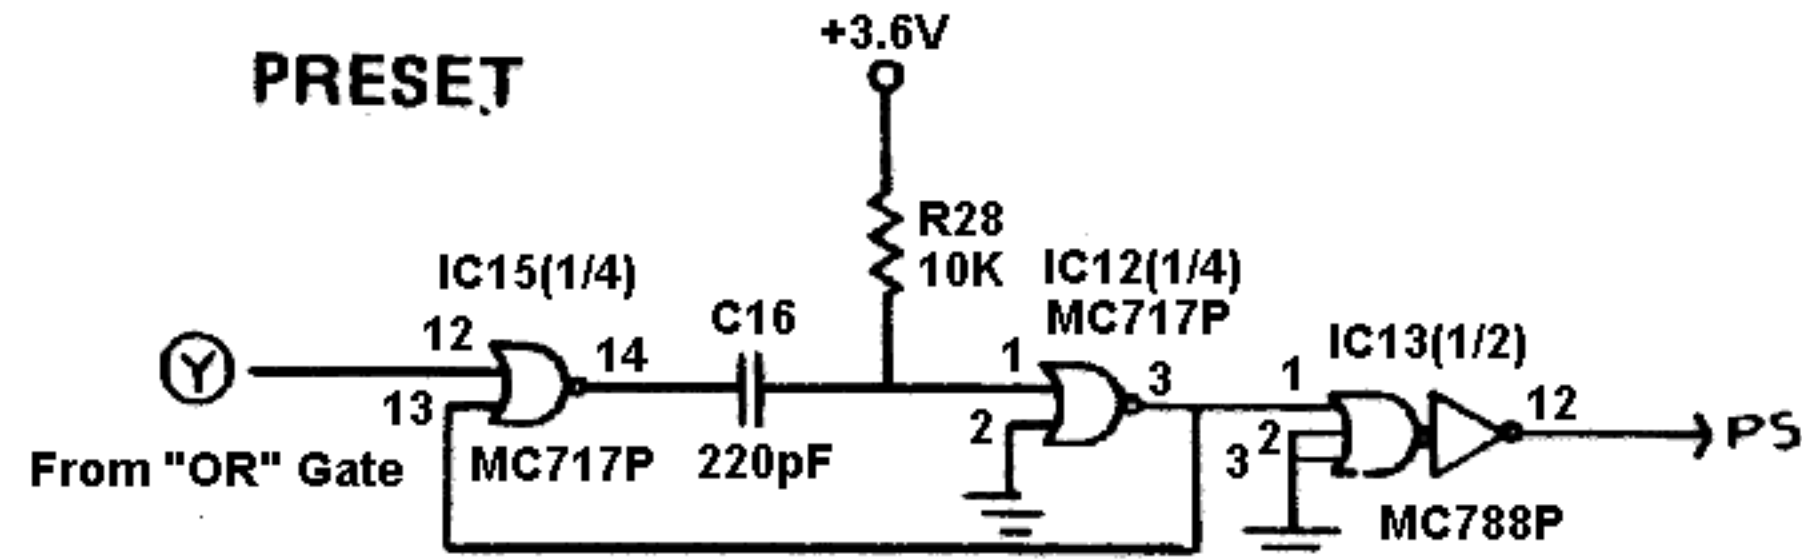 PRESET
+3.6V
R28
10K
IC15(1/4)
12
14
13
Y
From "OR" Gate
MC717P
C16
220pF
IC12(1/4)
MC717P
1
2
3
IC13(1/2)
1
2
3
12
PS
MC788P